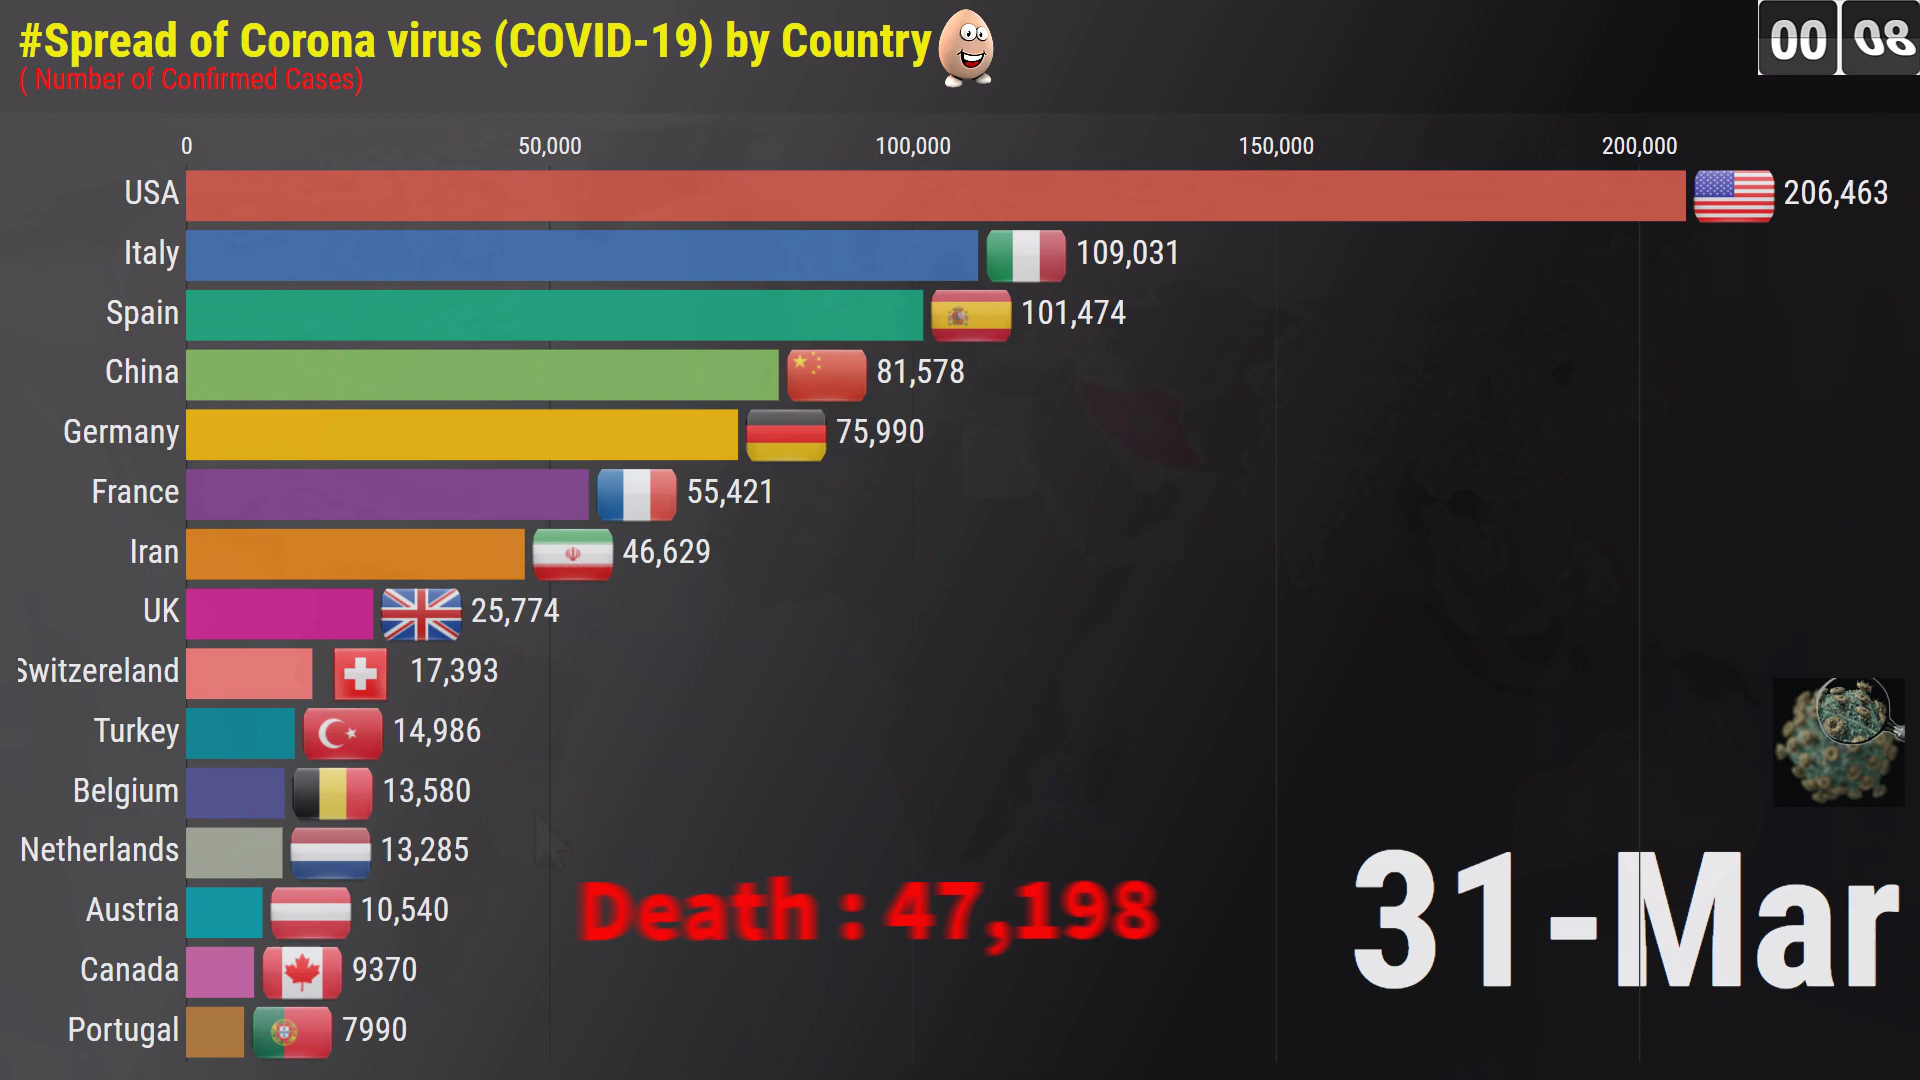 #Spread of Corona virus (COVID-19) by Country
( Number of Confirmed Cases)
00 08
0 50,000 100,000 150,000 200,000
USA 206,463
Italy 109,031
Spain 101,474
China 81,578
Germany 75,990
France 55,421
Iran 46,629
UK 25,774
Switzereland 17,393
Turkey 14,986
Belgium 13,580
Netherlands 13,285
Austria 10,540
Canada 9370
Portugal 7990
Death : 47,198
31-Mar